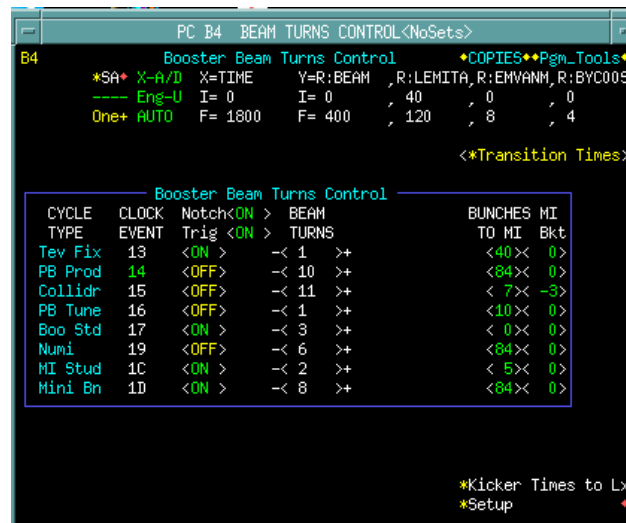 PC B4 BEAM TURNS CONTROL<NoSets>
B4 Booster Beam Turns Control ◆COPIES◆◆Pgm_Tools◆
*SA◆ X-A/D X=TIME Y=R:BEAM ,R:LEMITA,R:EMVANM,R:BYC00S
---- Eng-U I= 0 I= 0 , 40 , 0 , 0
One+ AUTO F= 1800 F= 400 , 120 , 8 , 4
<*Transition Times>
Booster Beam Turns Control
CYCLE CLOCK Notch<ON > BEAM BUNCHES MI
TYPE EVENT Trig <ON > TURNS TO MI Bkt
Tev Fix 13 <ON > -< 1 >+ <40>< 0>
PB Prod 14 <OFF> -< 10 >+ <84>< 0>
Collidr 15 <OFF> -< 11 >+ < 7>< -3>
PB Tune 16 <OFF> -< 1 >+ <10>< 0>
Boo Std 17 <ON > -< 3 >+ < 0>< 0>
Numi 19 <OFF> -< 6 >+ <84>< 0>
MI Stud 1C <ON > -< 2 >+ < 5>< 0>
Mini Bn 1D <ON > -< 8 >+ <84>< 0>
*Kicker Times to Lx
*Setup ◆